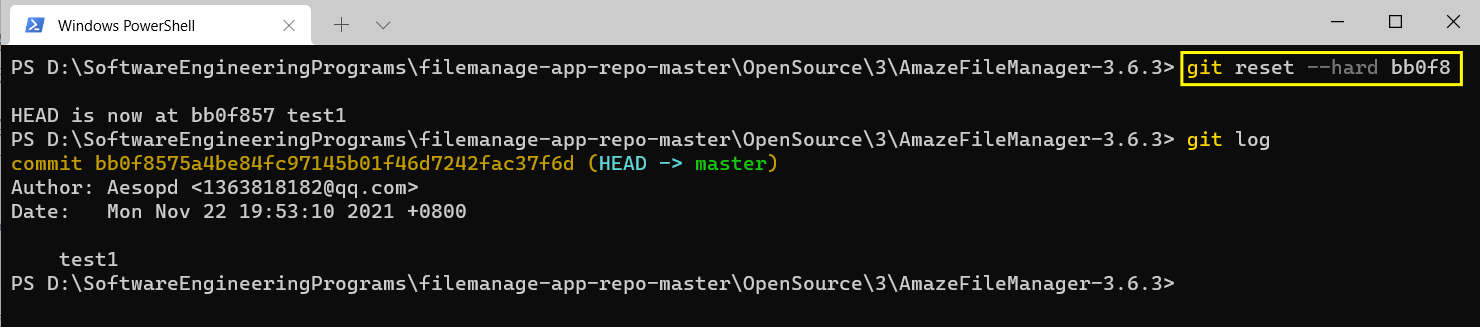 Windows PowerShell
PS D:\SoftwareEngineeringPrograms\filemanage-app-repo-master\OpenSource\3\AmazeFileManager-3.6.3> git reset --hard bb0f8
HEAD is now at bb0f857 test1
PS D:\SoftwareEngineeringPrograms\filemanage-app-repo-master\OpenSource\3\AmazeFileManager-3.6.3> git log
commit bb0f8575a4be84fc97145b01f46d7242fac37f6d (HEAD -> master)
Author: Aesopd <1363818182@qq.com>
Date:   Mon Nov 22 19:53:10 2021 +0800
    test1
PS D:\SoftwareEngineeringPrograms\filemanage-app-repo-master\OpenSource\3\AmazeFileManager-3.6.3>